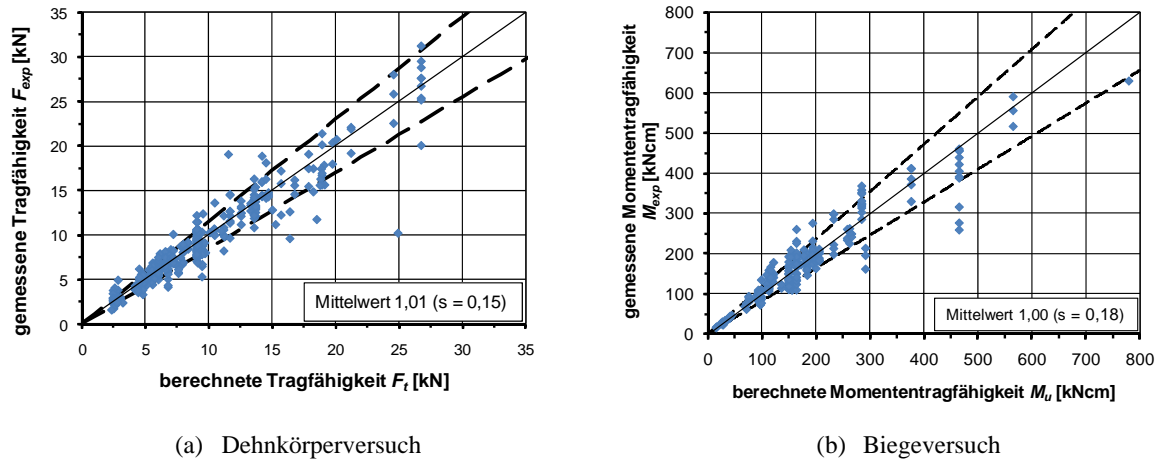 gemessene Tragfähigkeit F_exp [kN]
35
30
25
20
15
10
5
0
0 5 10 15 20 25 30 35
Mittelwert 1,01 (s = 0,15)
berechnete Tragfähigkeit F_t [kN]
(a) Dehnkörperversuch
gemessene Momententragfähigkeit
M_exp [kNcm]
800
700
600
500
400
300
200
100
0
0 100 200 300 400 500 600 700 800
Mittelwert 1,00 (s = 0,18)
berechnete Momententragfähigkeit M_u [kNcm]
(b) Biegeversuch